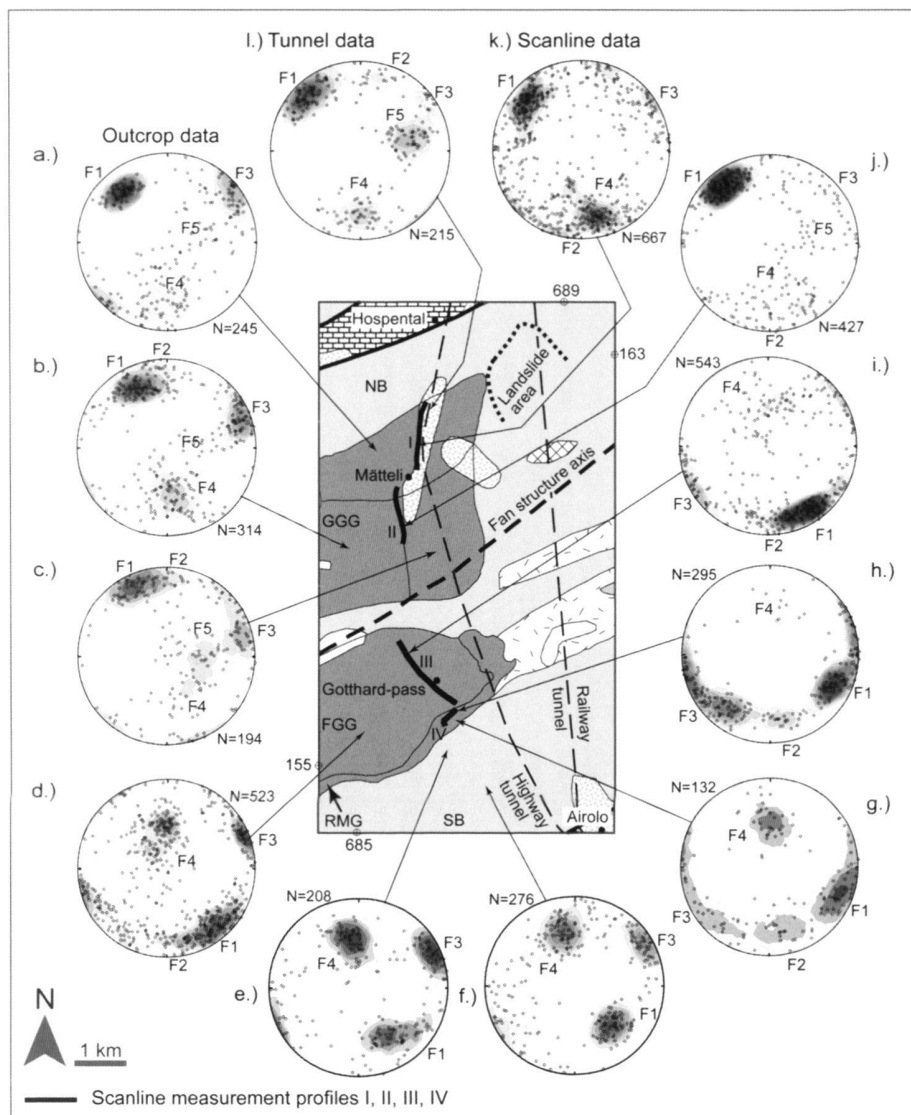 l.) Tunnel data
k.) Scanline data
F1
F2
F3
F5
F4
N=215
F1
F3
F4
F2
N=667
Outcrop data
a.)
F1
F3
F5
F4
N=245
j.)
F1
F3
F5
F4
F2
N=427
b.)
F1
F2
F3
F5
F4
N=314
i.)
N=543
F4
F3
F2
F1
c.)
F1
F2
F5
F3
F4
N=194
h.)
N=295
F4
F3
F1
F2
d.)
N=523
F3
F4
F1
F2
g.)
N=132
F4
F3
F1
F2
689
163
Hospental
NB
Landslide
area
I
Mätteli
GGG
II
Fan structure axis
III
Gotthard-pass
FGG
IV
Railway
tunnel
Highway
tunnel
155
RMG
SB
Airolo
685
N=208
F4
F3
F1
e.)
N=276
F4
F3
F1
f.)
N
1 km
Scanline measurement profiles I, II, III, IV